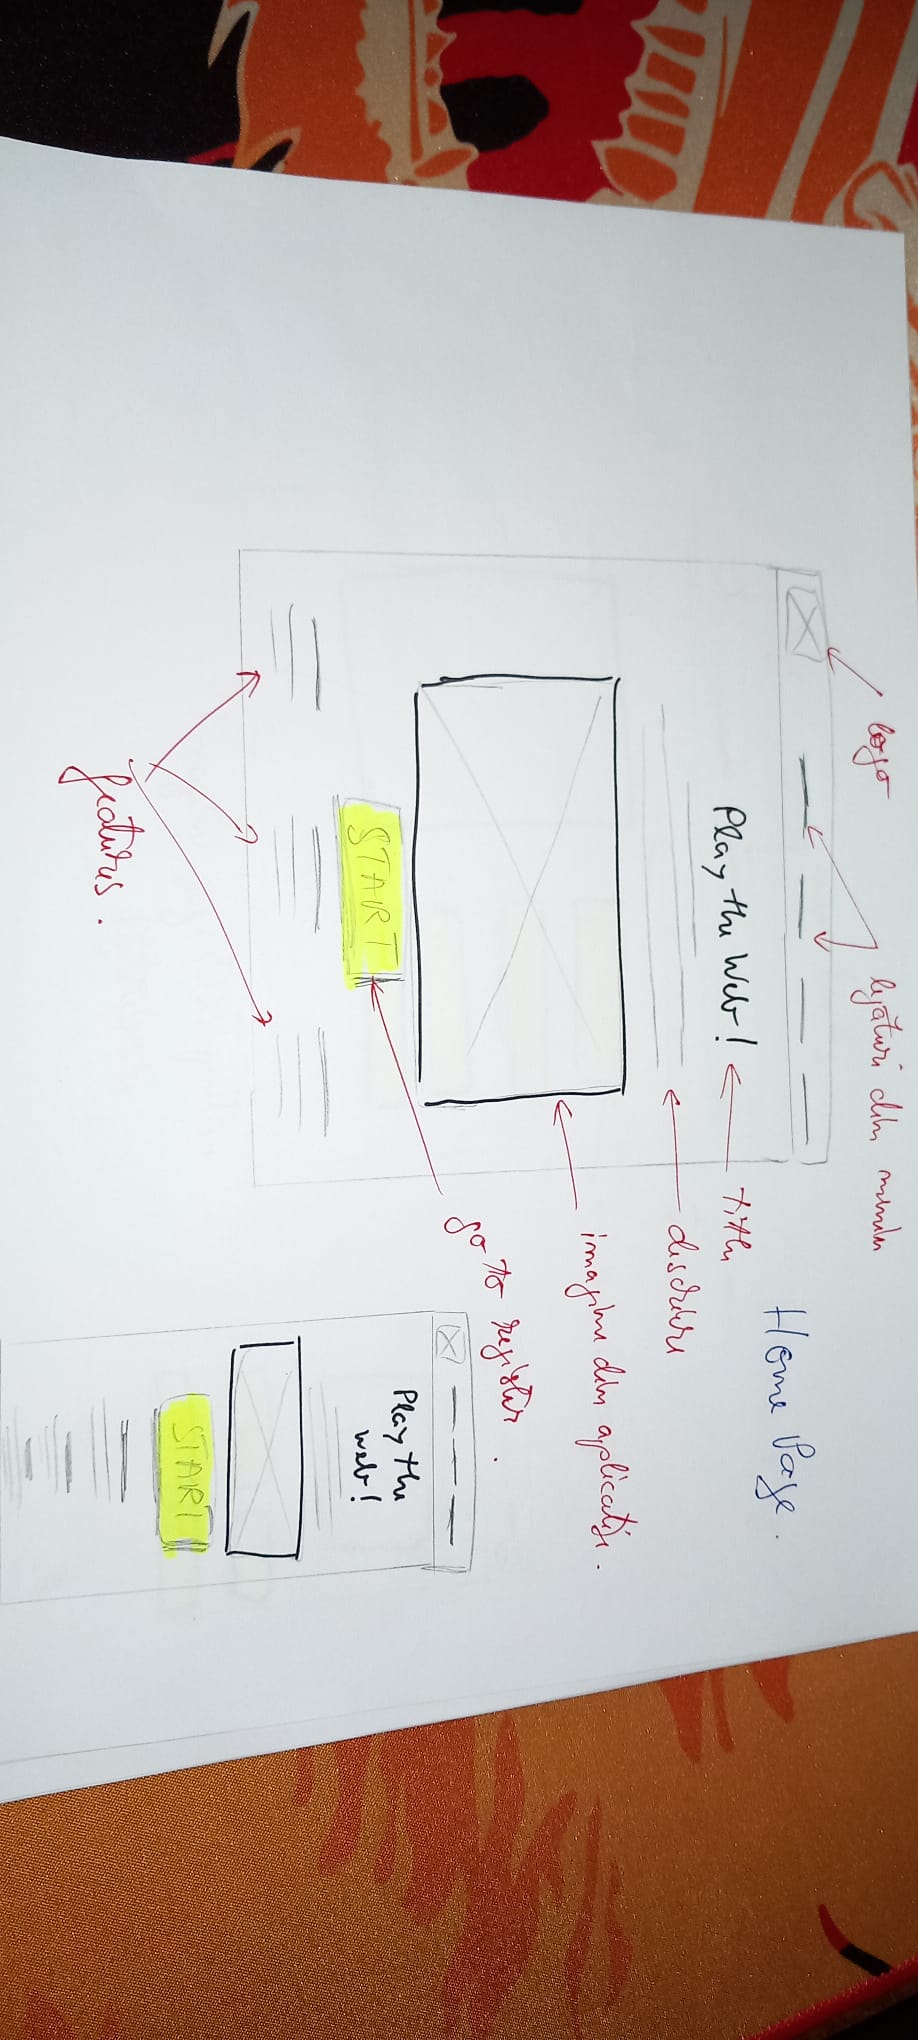 Home Page.
logo
legături din meniu
Play the Web!
titlu
descriere
imagine din aplicație.
START
go to register.
features.
Play the
web!
START